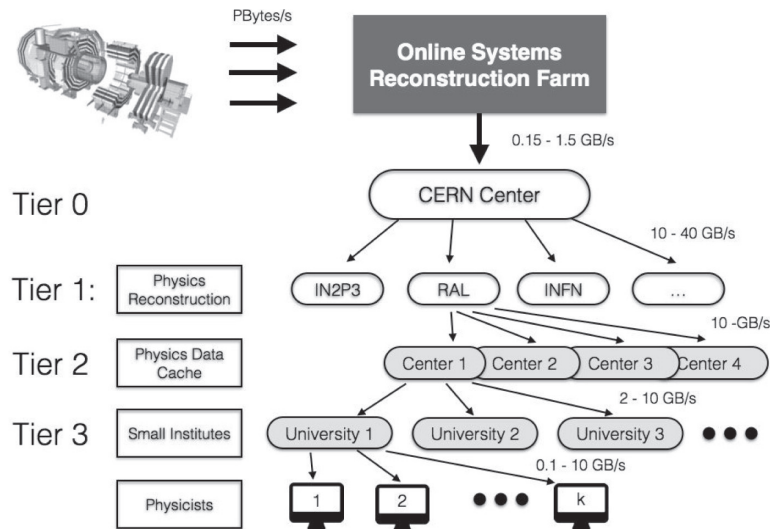 PBytes/s
Online Systems
Reconstruction Farm
0.15 - 1.5 GB/s
Tier 0
CERN Center
10 - 40 GB/s
Tier 1:
Physics
Reconstruction
IN2P3
RAL
INFN
...
10 -GB/s
Tier 2
Physics Data
Cache
Center 1
Center 2
Center 3
Center 4
2 - 10 GB/s
Tier 3
Small Institutes
University 1
University 2
University 3
0.1 - 10 GB/s
Physicists
1
2
k